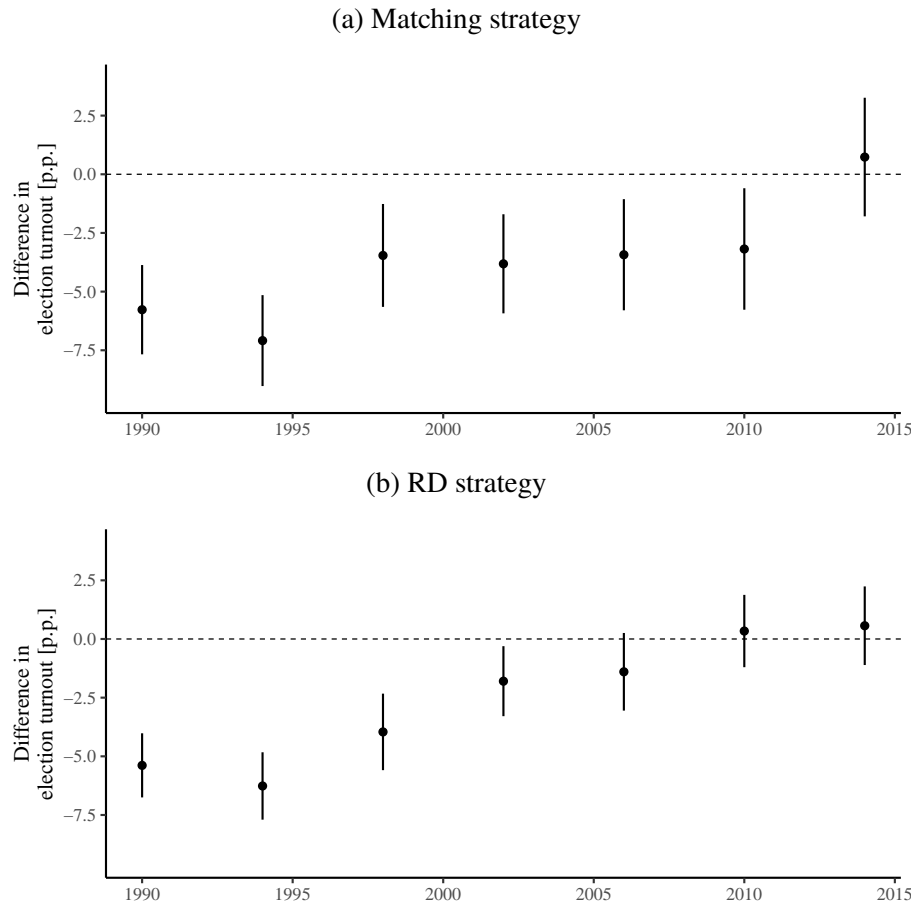 (a) Matching strategy
Difference in
election turnout [p.p.]
2.5
0.0
−2.5
−5.0
−7.5
1990 1995 2000 2005 2010 2015
(b) RD strategy
Difference in
election turnout [p.p.]
2.5
0.0
−2.5
−5.0
−7.5
1990 1995 2000 2005 2010 2015